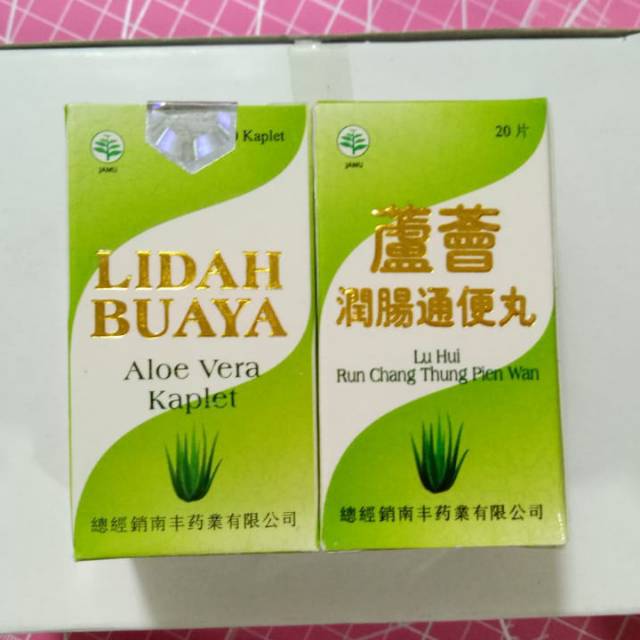 JAMU
Kaplet
LIDAH
BUAYA
Aloe Vera
Kaplet
總經銷南丰药業有限公司
JAMU
20片
蘆薈
潤腸通便丸
Lu Hui
Run Chang Thung Pien Wan
總經銷南丰药業有限公司